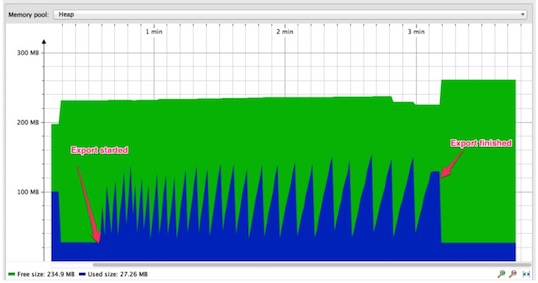 Memory pool: Heap
1 min 2 min 3 min
300 MB
Export started
Export finished
200 MB
100 MB
Free size: 234.9 MB Used size: 27.26 MB